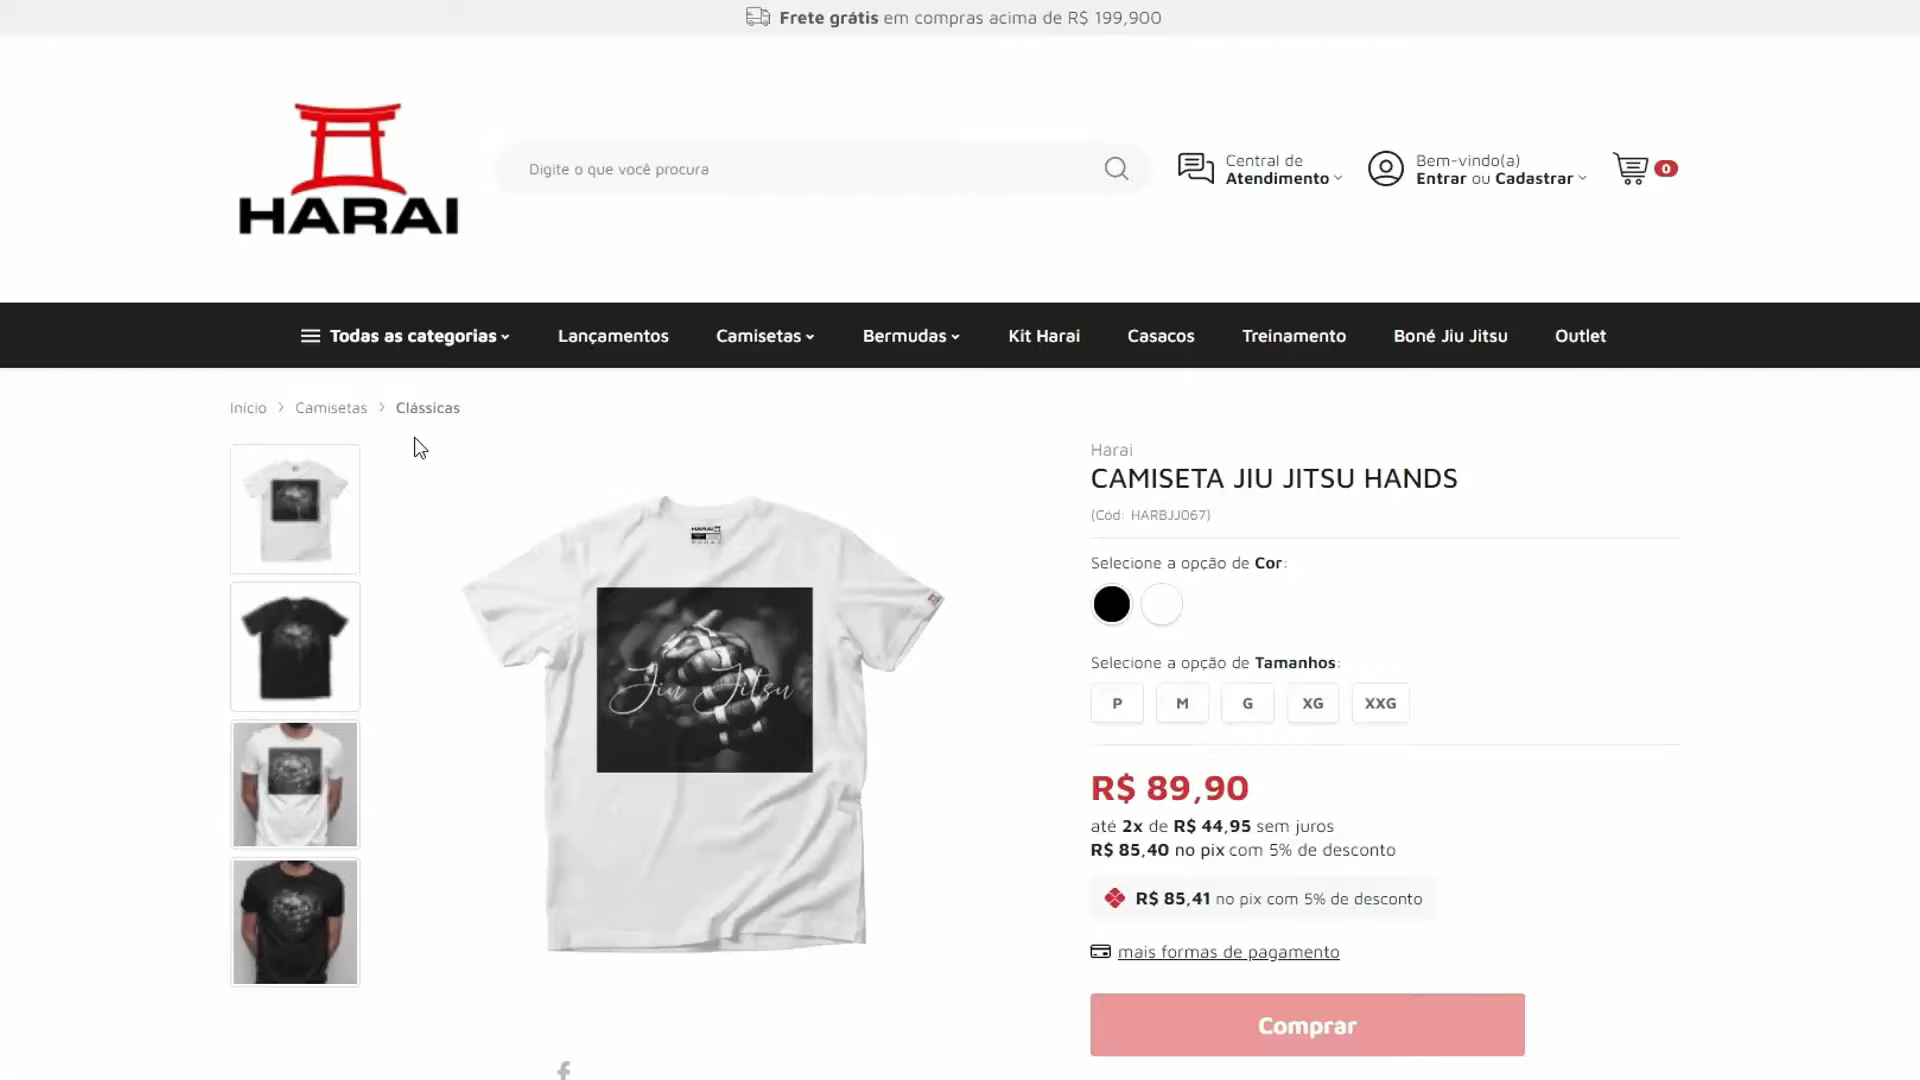 Frete grátis em compras acima de R$ 199,900
HARAI
Digite o que você procura
Central de
Atendimento
Bem-vindo(a)
Entrar ou Cadastrar
0
Todas as categorias
Lançamentos
Camisetas
Bermudas
Kit Harai
Casacos
Treinamento
Boné Jiu Jitsu
Outlet
Início > Camisetas > Clássicas
Harai
CAMISETA JIU JITSU HANDS
(Cód: HARBJJ067)
Selecione a opção de Cor:
Selecione a opção de Tamanhos:
P M G XG XXG
R$ 89,90
até 2x de R$ 44,95 sem juros
R$ 85,40 no pix com 5% de desconto
R$ 85,41 no pix com 5% de desconto
mais formas de pagamento
Comprar
HARAI
Jiu Jitsu